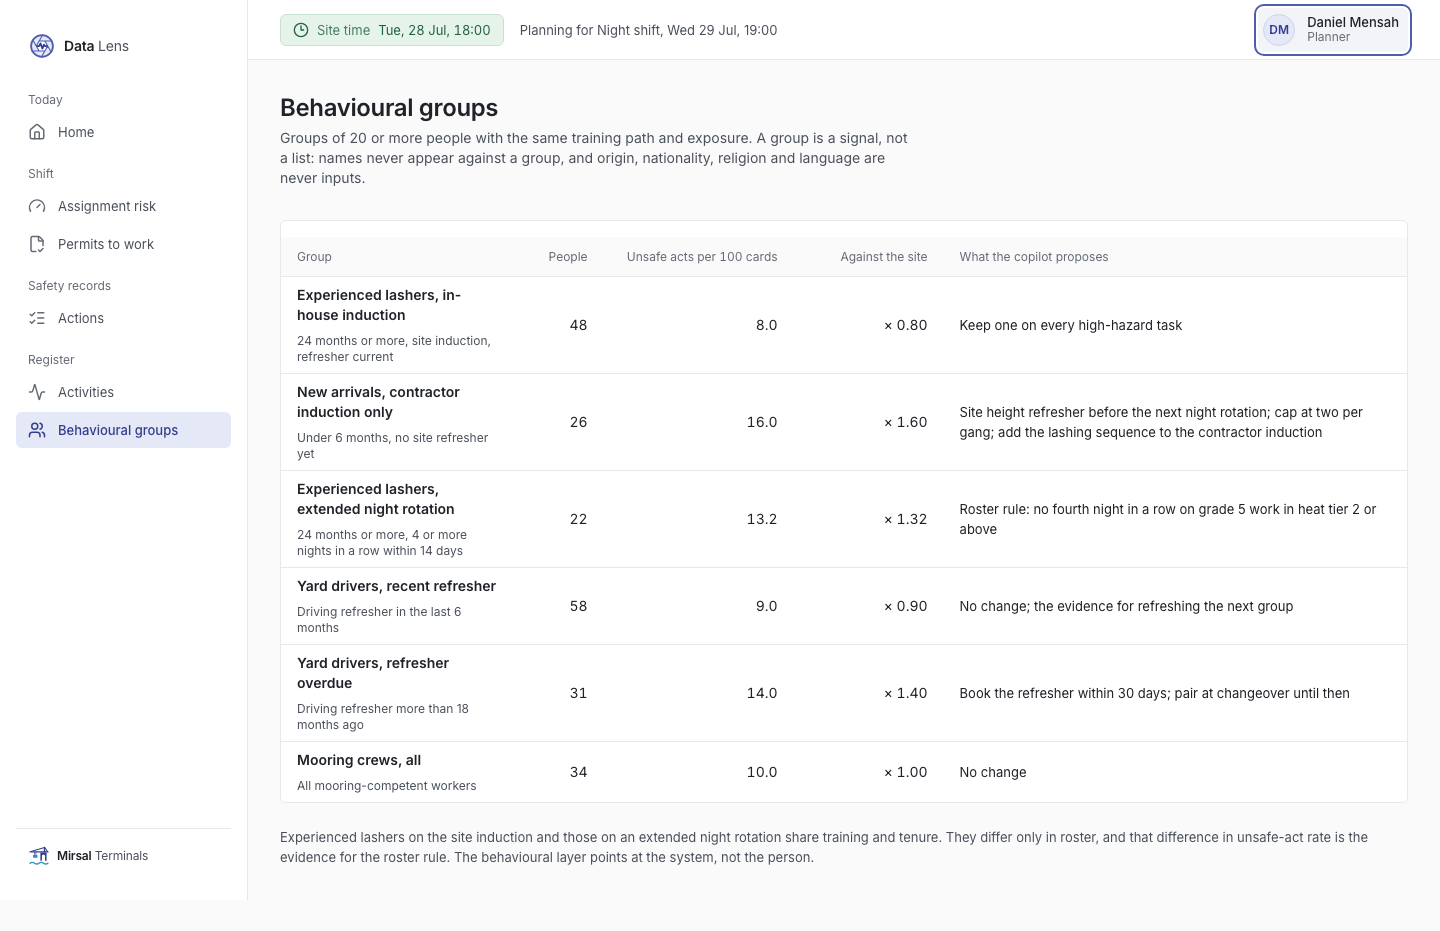 Data Lens
Today
Home
Shift
Assignment risk
Permits to work
Safety records
Actions
Register
Activities
Behavioural groups
Mirsal Terminals
Site time Tue, 28 Jul, 18:00
Planning for Night shift, Wed 29 Jul, 19:00
DM
Daniel Mensah
Planner
Behavioural groups
Groups of 20 or more people with the same training path and exposure. A group is a signal, not
a list: names never appear against a group, and origin, nationality, religion and language are
never inputs.
Group People Unsafe acts per 100 cards Against the site What the copilot proposes
Experienced lashers, in-
house induction
24 months or more, site induction,
refresher current
48 8.0 × 0.80 Keep one on every high-hazard task
New arrivals, contractor
induction only
Under 6 months, no site refresher
yet
26 16.0 × 1.60 Site height refresher before the next night rotation; cap at two per
gang; add the lashing sequence to the contractor induction
Experienced lashers,
extended night rotation
24 months or more, 4 or more
nights in a row within 14 days
22 13.2 × 1.32 Roster rule: no fourth night in a row on grade 5 work in heat tier 2 or
above
Yard drivers, recent refresher
Driving refresher in the last 6
months
58 9.0 × 0.90 No change; the evidence for refreshing the next group
Yard drivers, refresher
overdue
Driving refresher more than 18
months ago
31 14.0 × 1.40 Book the refresher within 30 days; pair at changeover until then
Mooring crews, all
All mooring-competent workers
34 10.0 × 1.00 No change
Experienced lashers on the site induction and those on an extended night rotation share training and tenure. They differ only in roster, and that difference in unsafe-act rate is the
evidence for the roster rule. The behavioural layer points at the system, not the person.